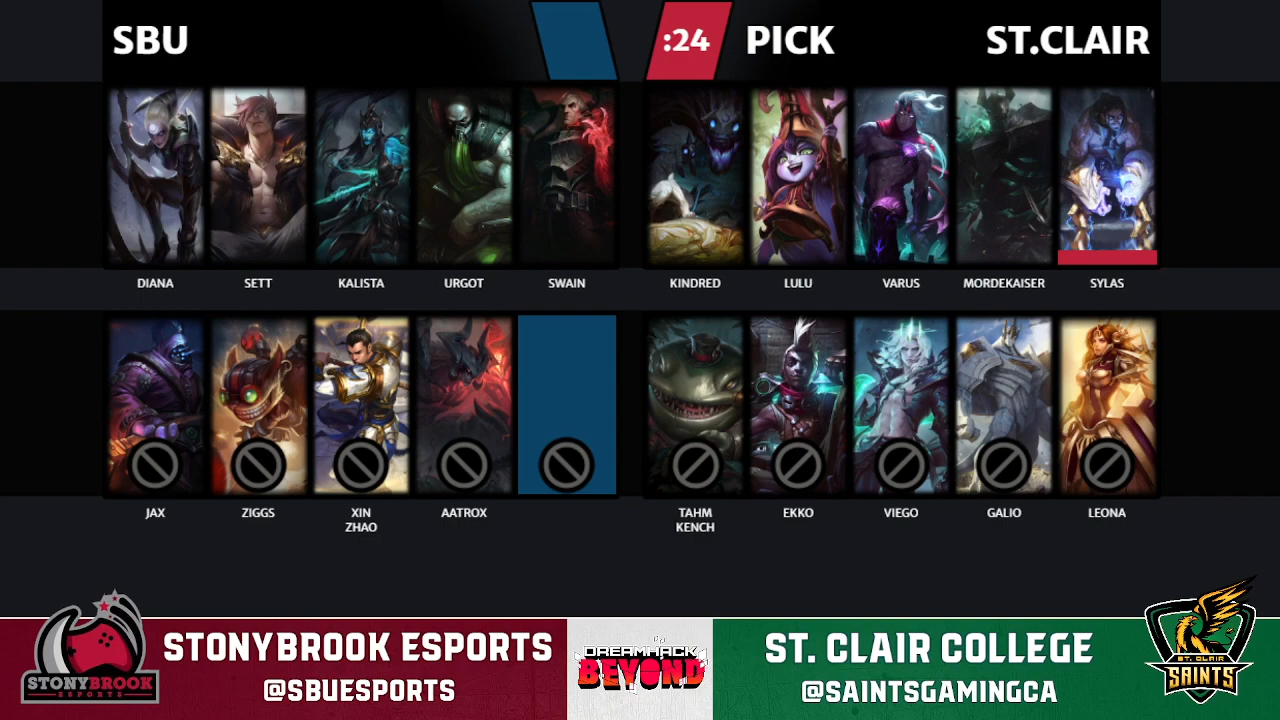 SBU
:24
PICK
ST.CLAIR
DIANA
SETT
KALISTA
URGOT
SWAIN
KINDRED
LULU
VARUS
MORDEKAISER
SYLAS
JAX
ZIGGS
XIN
ZHAO
AATROX
TAHM
KENCH
EKKO
VIEGO
GALIO
LEONA
STONYBROOK
ESPORTS
STONYBROOK ESPORTS
@SBUESPORTS
DREAMHACK
BEYOND
ST. CLAIR COLLEGE
@SAINTSGAMINGCA
ST. CLAIR
SAINTS